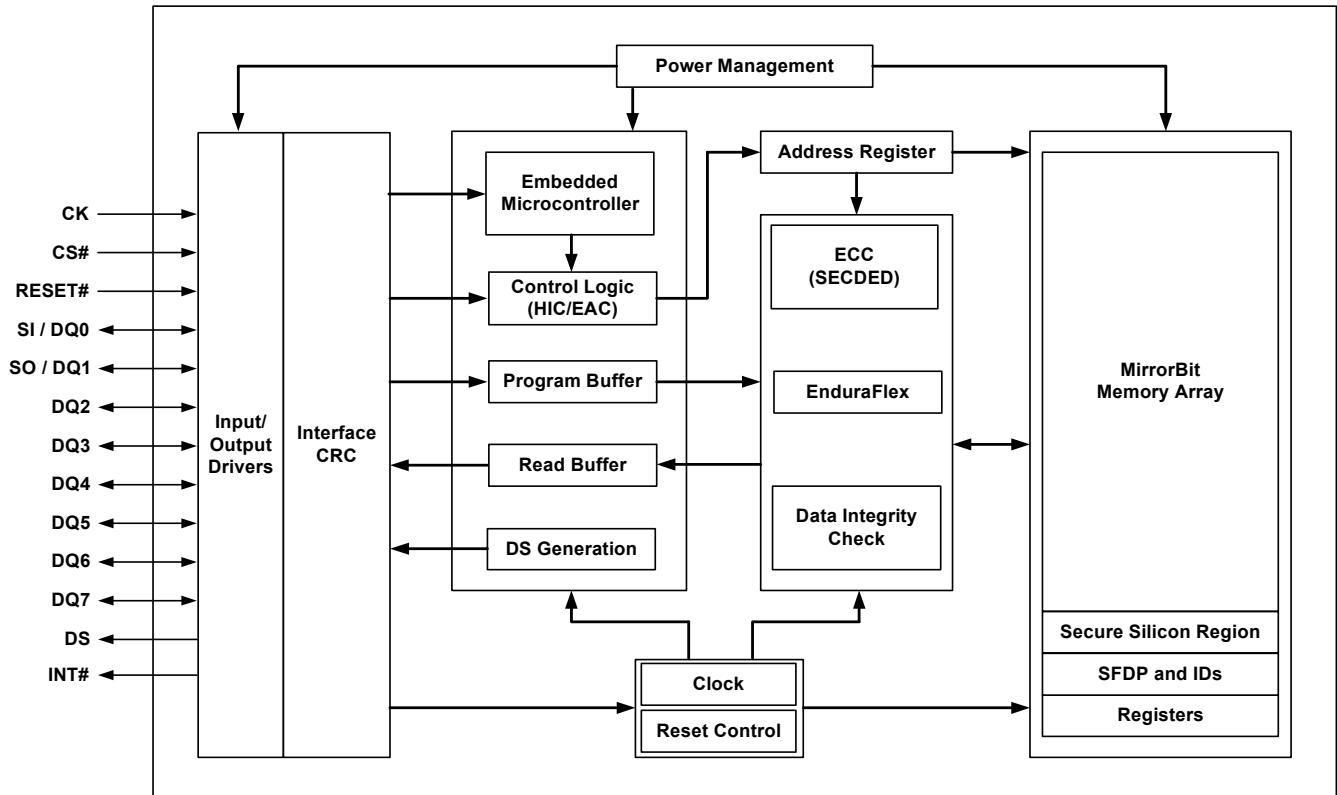 Power Management
CK
CS#
RESET#
SI / DQ0
SO / DQ1
DQ2
DQ3
DQ4
DQ5
DQ6
DQ7
DS
INT#
Input/
Output
Drivers
Interface
CRC
Embedded
Microcontroller
Control Logic
(HIC/EAC)
Program Buffer
Read Buffer
DS Generation
Address Register
ECC
(SECDED)
EnduraFlex
Data Integrity
Check
Clock
Reset Control
MirrorBit
Memory Array
Secure Silicon Region
SFDP and IDs
Registers